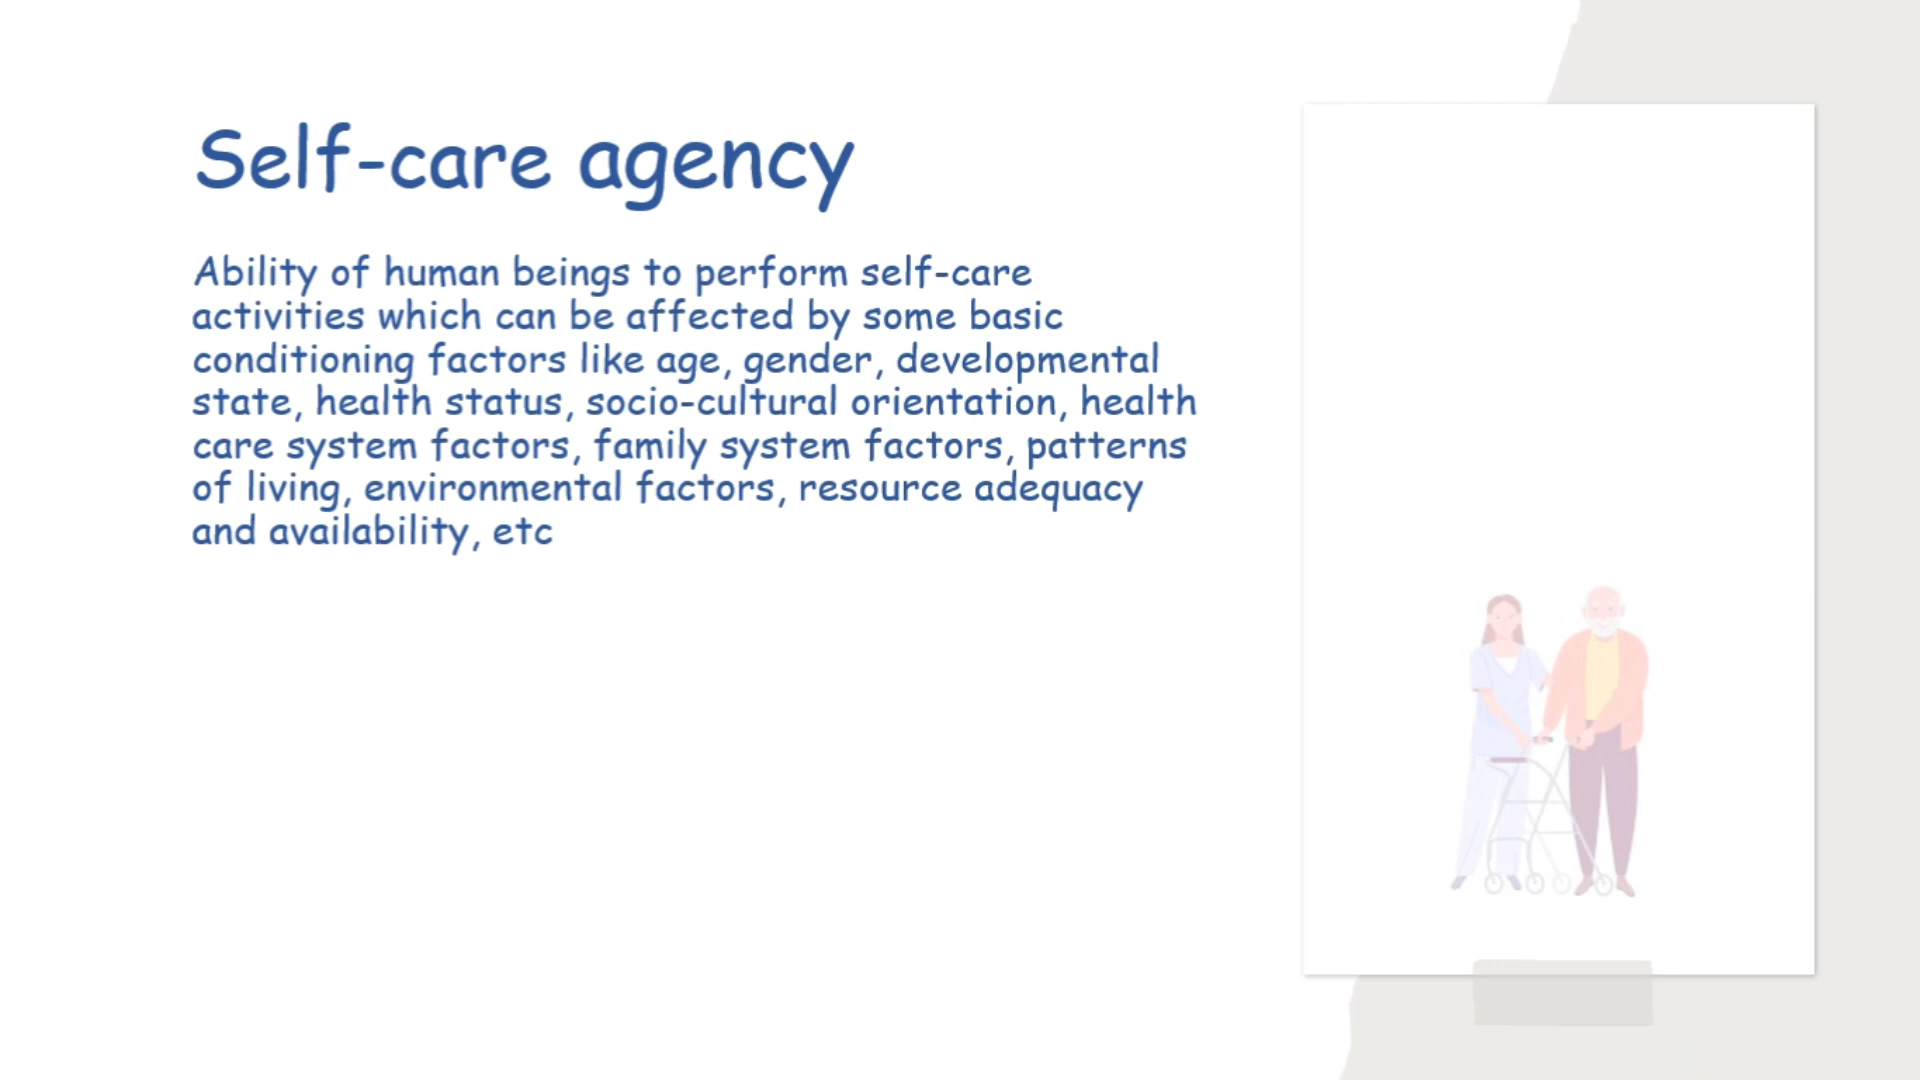 Self-care agency
Ability of human beings to perform self-care
activities which can be affected by some basic
conditioning factors like age, gender, developmental
state, health status, socio-cultural orientation, health
care system factors, family system factors, patterns
of living, environmental factors, resource adequacy
and availability, etc